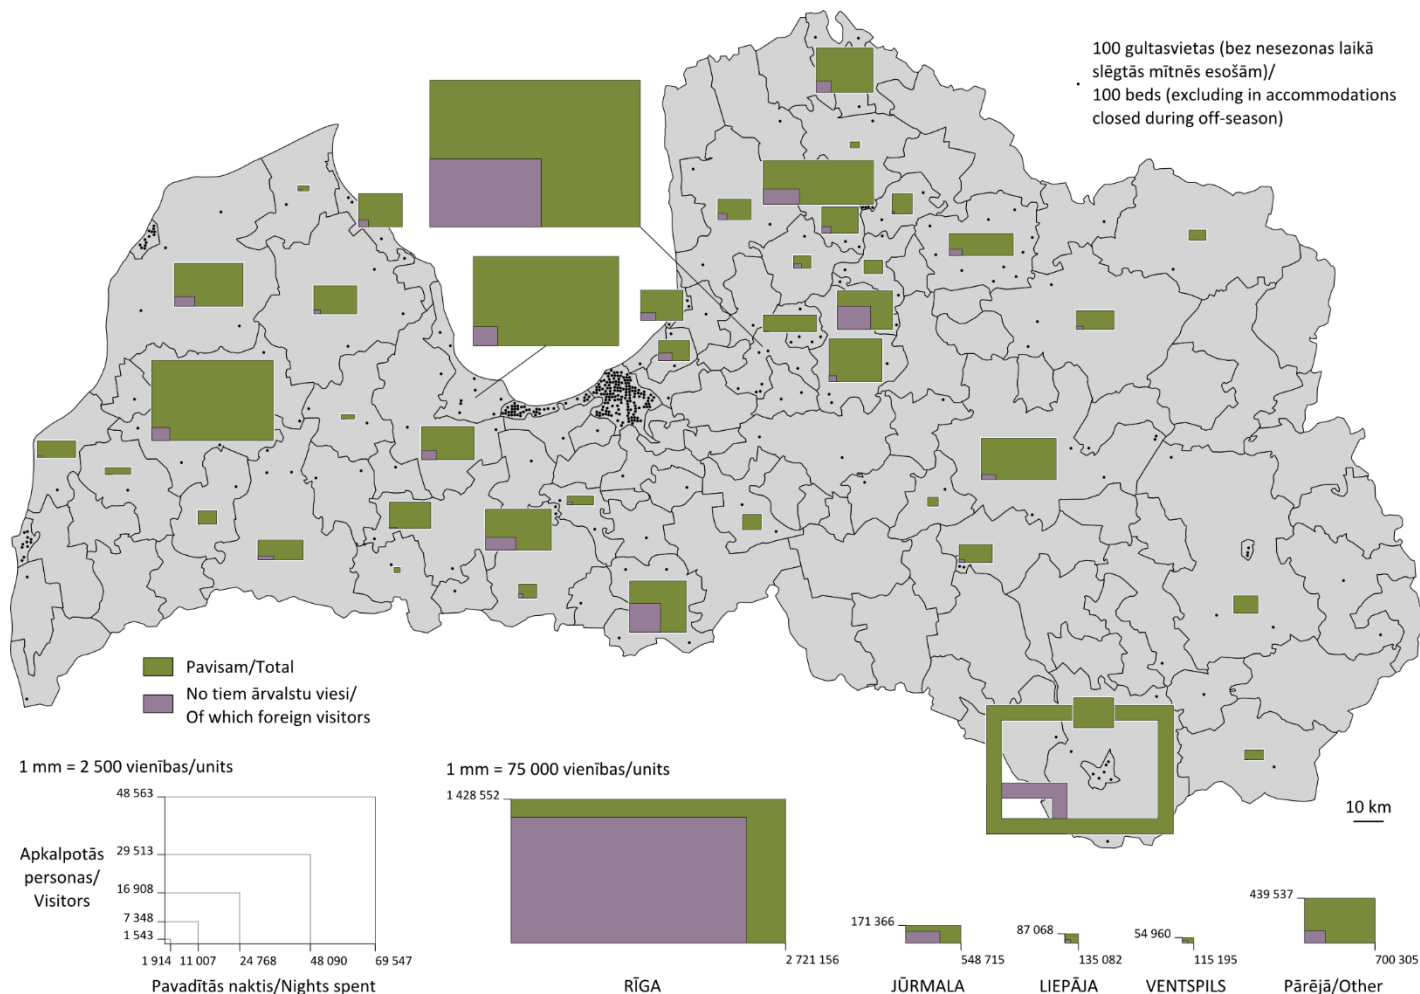 100 gultasvietas (bez nesezonas laikā
slēgtās mītnēs esošām)/
100 beds (excluding in accommodations
closed during off-season)
Pavisam/Total
No tiem ārvalstu viesi/
Of which foreign visitors
1 mm = 2 500 vienības/units
48 563
29 513
16 908
7 348
1 543
Apkalpotās
personas/
Visitors
1 914 11 007 24 768 48 090 69 547
Pavadītās naktis/Nights spent
1 mm = 75 000 vienības/units
1 428 552
2 721 156
RĪGA
171 366
548 715
JŪRMALA
87 068
135 082
LIEPĀJA
54 960
115 195
VENTSPILS
439 537
700 305
Pārējā/Other
10 km